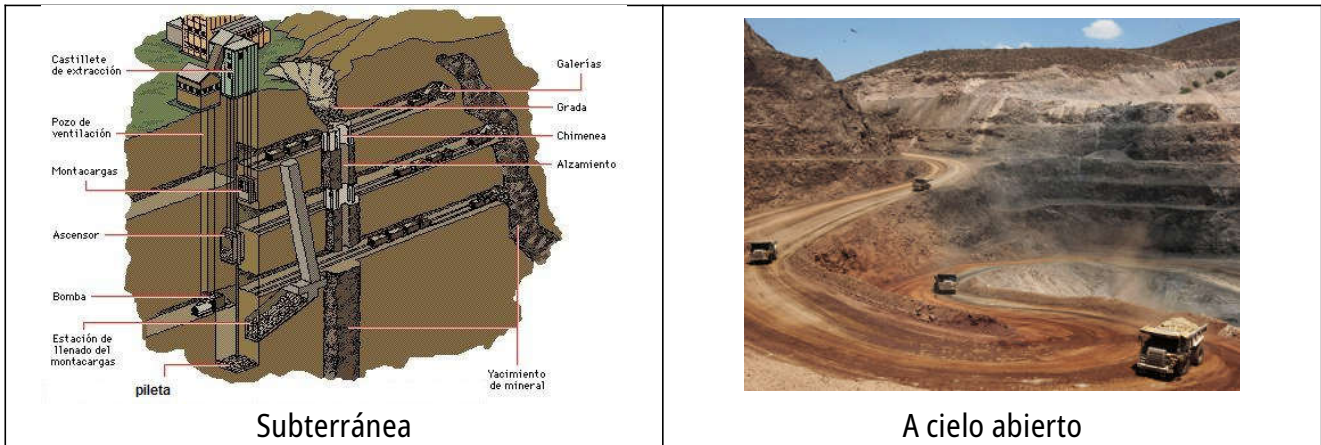 Castillete
de extracción
Pozo de
ventilación
Montacargas
Ascensor
Bomba
Estación de
llenado del
montacargas
pileta
Galerías
Grada
Chimenea
Alzamiento
Yacimiento
de mineral
Subterránea
A cielo abierto